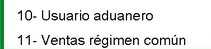 10- Usuario aduanero
11- Ventas régimen común